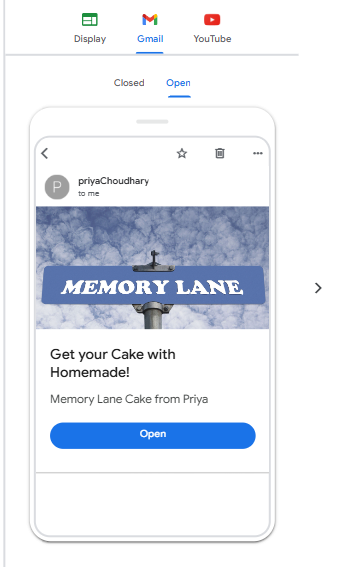 Display Gmail YouTube
Closed Open
P priyaChoudhary
to me
MEMORY LANE
Get your Cake with
Homemade!
Memory Lane Cake from Priya
Open